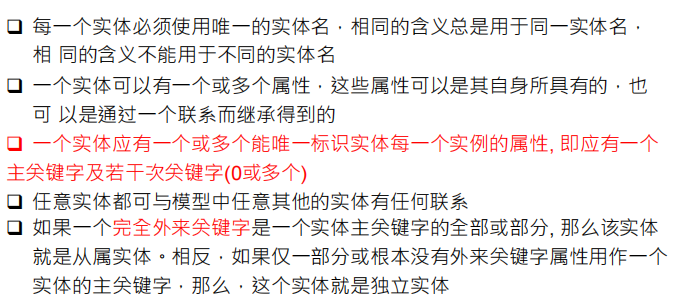 ❑ 每一个实体必须使用唯一的实体名，相同的含义总是用于同一实体名，
相 同的含义不能用于不同的实体名
❑ 一个实体可以有一个或多个属性，这些属性可以是其自身所具有的，也
可 以是通过一个联系而继承得到的
❑ 一个实体应有一个或多个能唯一标识实体每一个实例的属性, 即应有一个
主关键字及若干次关键字(0或多个)
❑ 任意实体都可与模型中任意其他的实体有任何联系
❑ 如果一个完全外来关键字是一个实体主关键字的全部或部分, 那么该实体
就是从属实体。相反，如果仅一部分或根本没有外来关键字属性用作一个
实体的主关键字，那么，这个实体就是独立实体